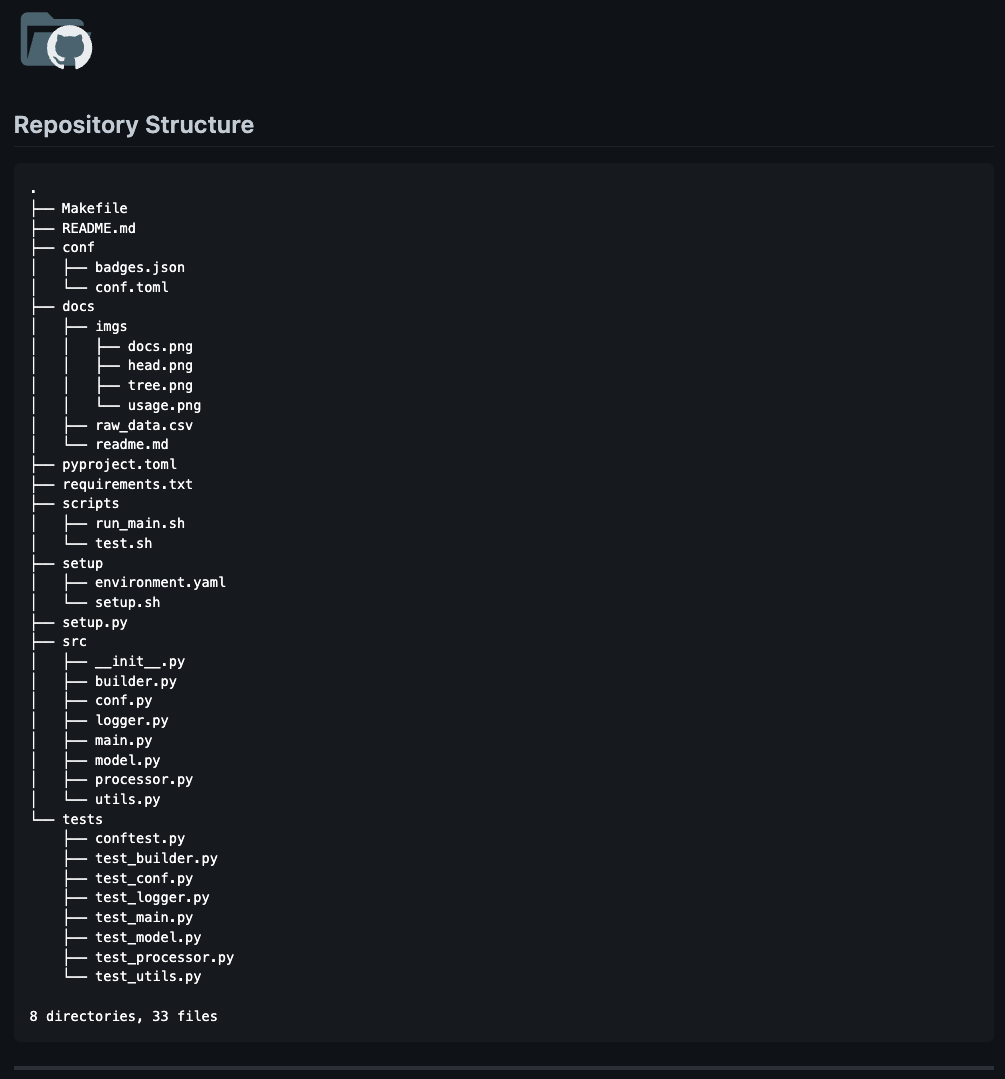 Repository Structure
.
├── Makefile
├── README.md
├── conf
│   ├── badges.json
│   └── conf.toml
├── docs
│   ├── imgs
│   │   ├── docs.png
│   │   ├── head.png
│   │   ├── tree.png
│   │   └── usage.png
│   ├── raw_data.csv
│   └── readme.md
├── pyproject.toml
├── requirements.txt
├── scripts
│   ├── run_main.sh
│   └── test.sh
├── setup
│   ├── environment.yaml
│   └── setup.sh
├── setup.py
├── src
│   ├── __init__.py
│   ├── builder.py
│   ├── conf.py
│   ├── logger.py
│   ├── main.py
│   ├── model.py
│   ├── processor.py
│   └── utils.py
└── tests
    ├── conftest.py
    ├── test_builder.py
    ├── test_conf.py
    ├── test_logger.py
    ├── test_main.py
    ├── test_model.py
    ├── test_processor.py
    └── test_utils.py
8 directories, 33 files